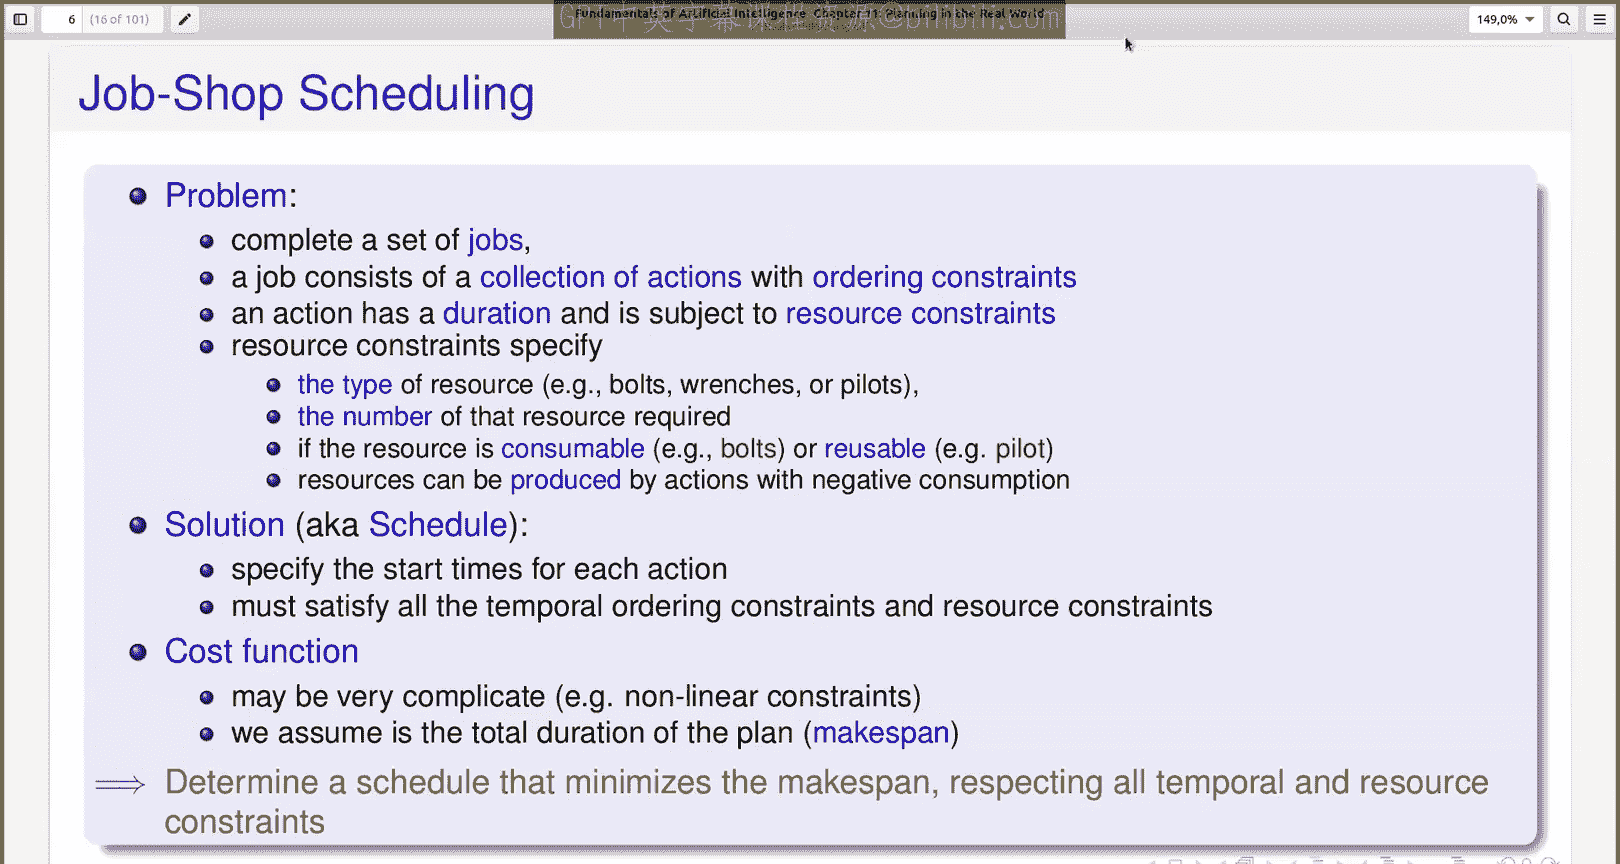 6 (16 of 101)
Fundamentals of Artificial Intelligence Chapter 11: Planning in the Real World
149,0%
Job-Shop Scheduling
Problem:
complete a set of jobs,
a job consists of a collection of actions with ordering constraints
an action has a duration and is subject to resource constraints
resource constraints specify
the type of resource (e.g., bolts, wrenches, or pilots),
the number of that resource required
if the resource is consumable (e.g., bolts) or reusable (e.g. pilot)
resources can be produced by actions with negative consumption
Solution (aka Schedule):
specify the start times for each action
must satisfy all the temporal ordering constraints and resource constraints
Cost function
may be very complicate (e.g. non-linear constraints)
we assume is the total duration of the plan (makespan)
⟹ Determine a schedule that minimizes the makespan, respecting all temporal and resource
constraints